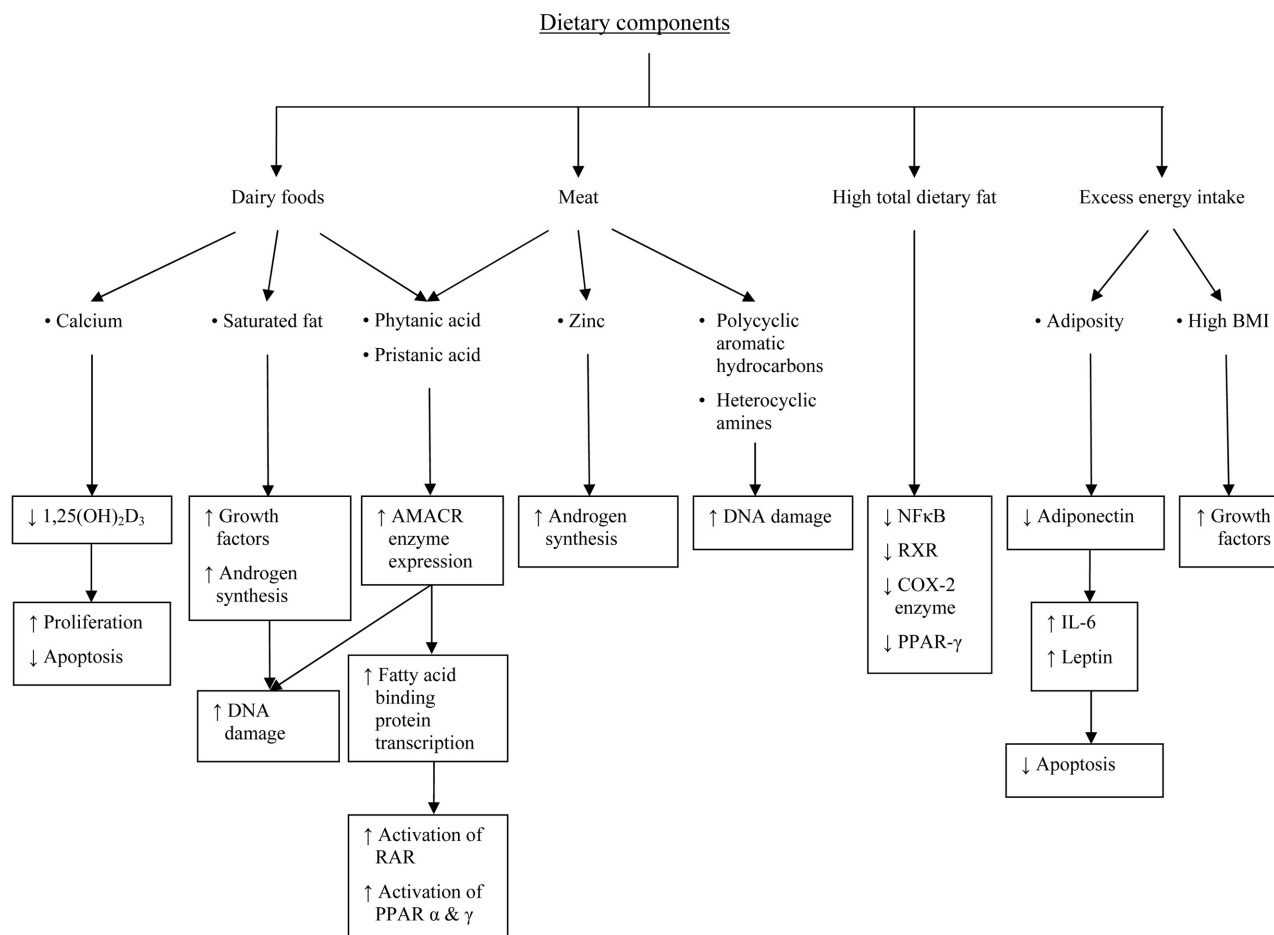 Dietary components
Dairy foods
Meat
High total dietary fat
Excess energy intake
• Calcium
• Saturated fat
• Phytanic acid
• Pristanic acid
• Zinc
• Polycyclic
aromatic
hydrocarbons
• Heterocyclic
amines
• Adiposity
• High BMI
↓ 1,25(OH)₂D₃
↑ Proliferation
↓ Apoptosis
↑ Growth
factors
↑ Androgen
synthesis
↑ DNA
damage
↑ AMACR
enzyme
expression
↑ Fatty acid
binding
protein
transcription
↑ Activation of
RAR
↑ Activation of
PPAR α & γ
↑ Androgen
synthesis
↑ DNA damage
↓ NFκB
↓ RXR
↓ COX-2
enzyme
↓ PPAR-γ
↓ Adiponectin
↑ IL-6
↑ Leptin
↓ Apoptosis
↑ Growth
factors